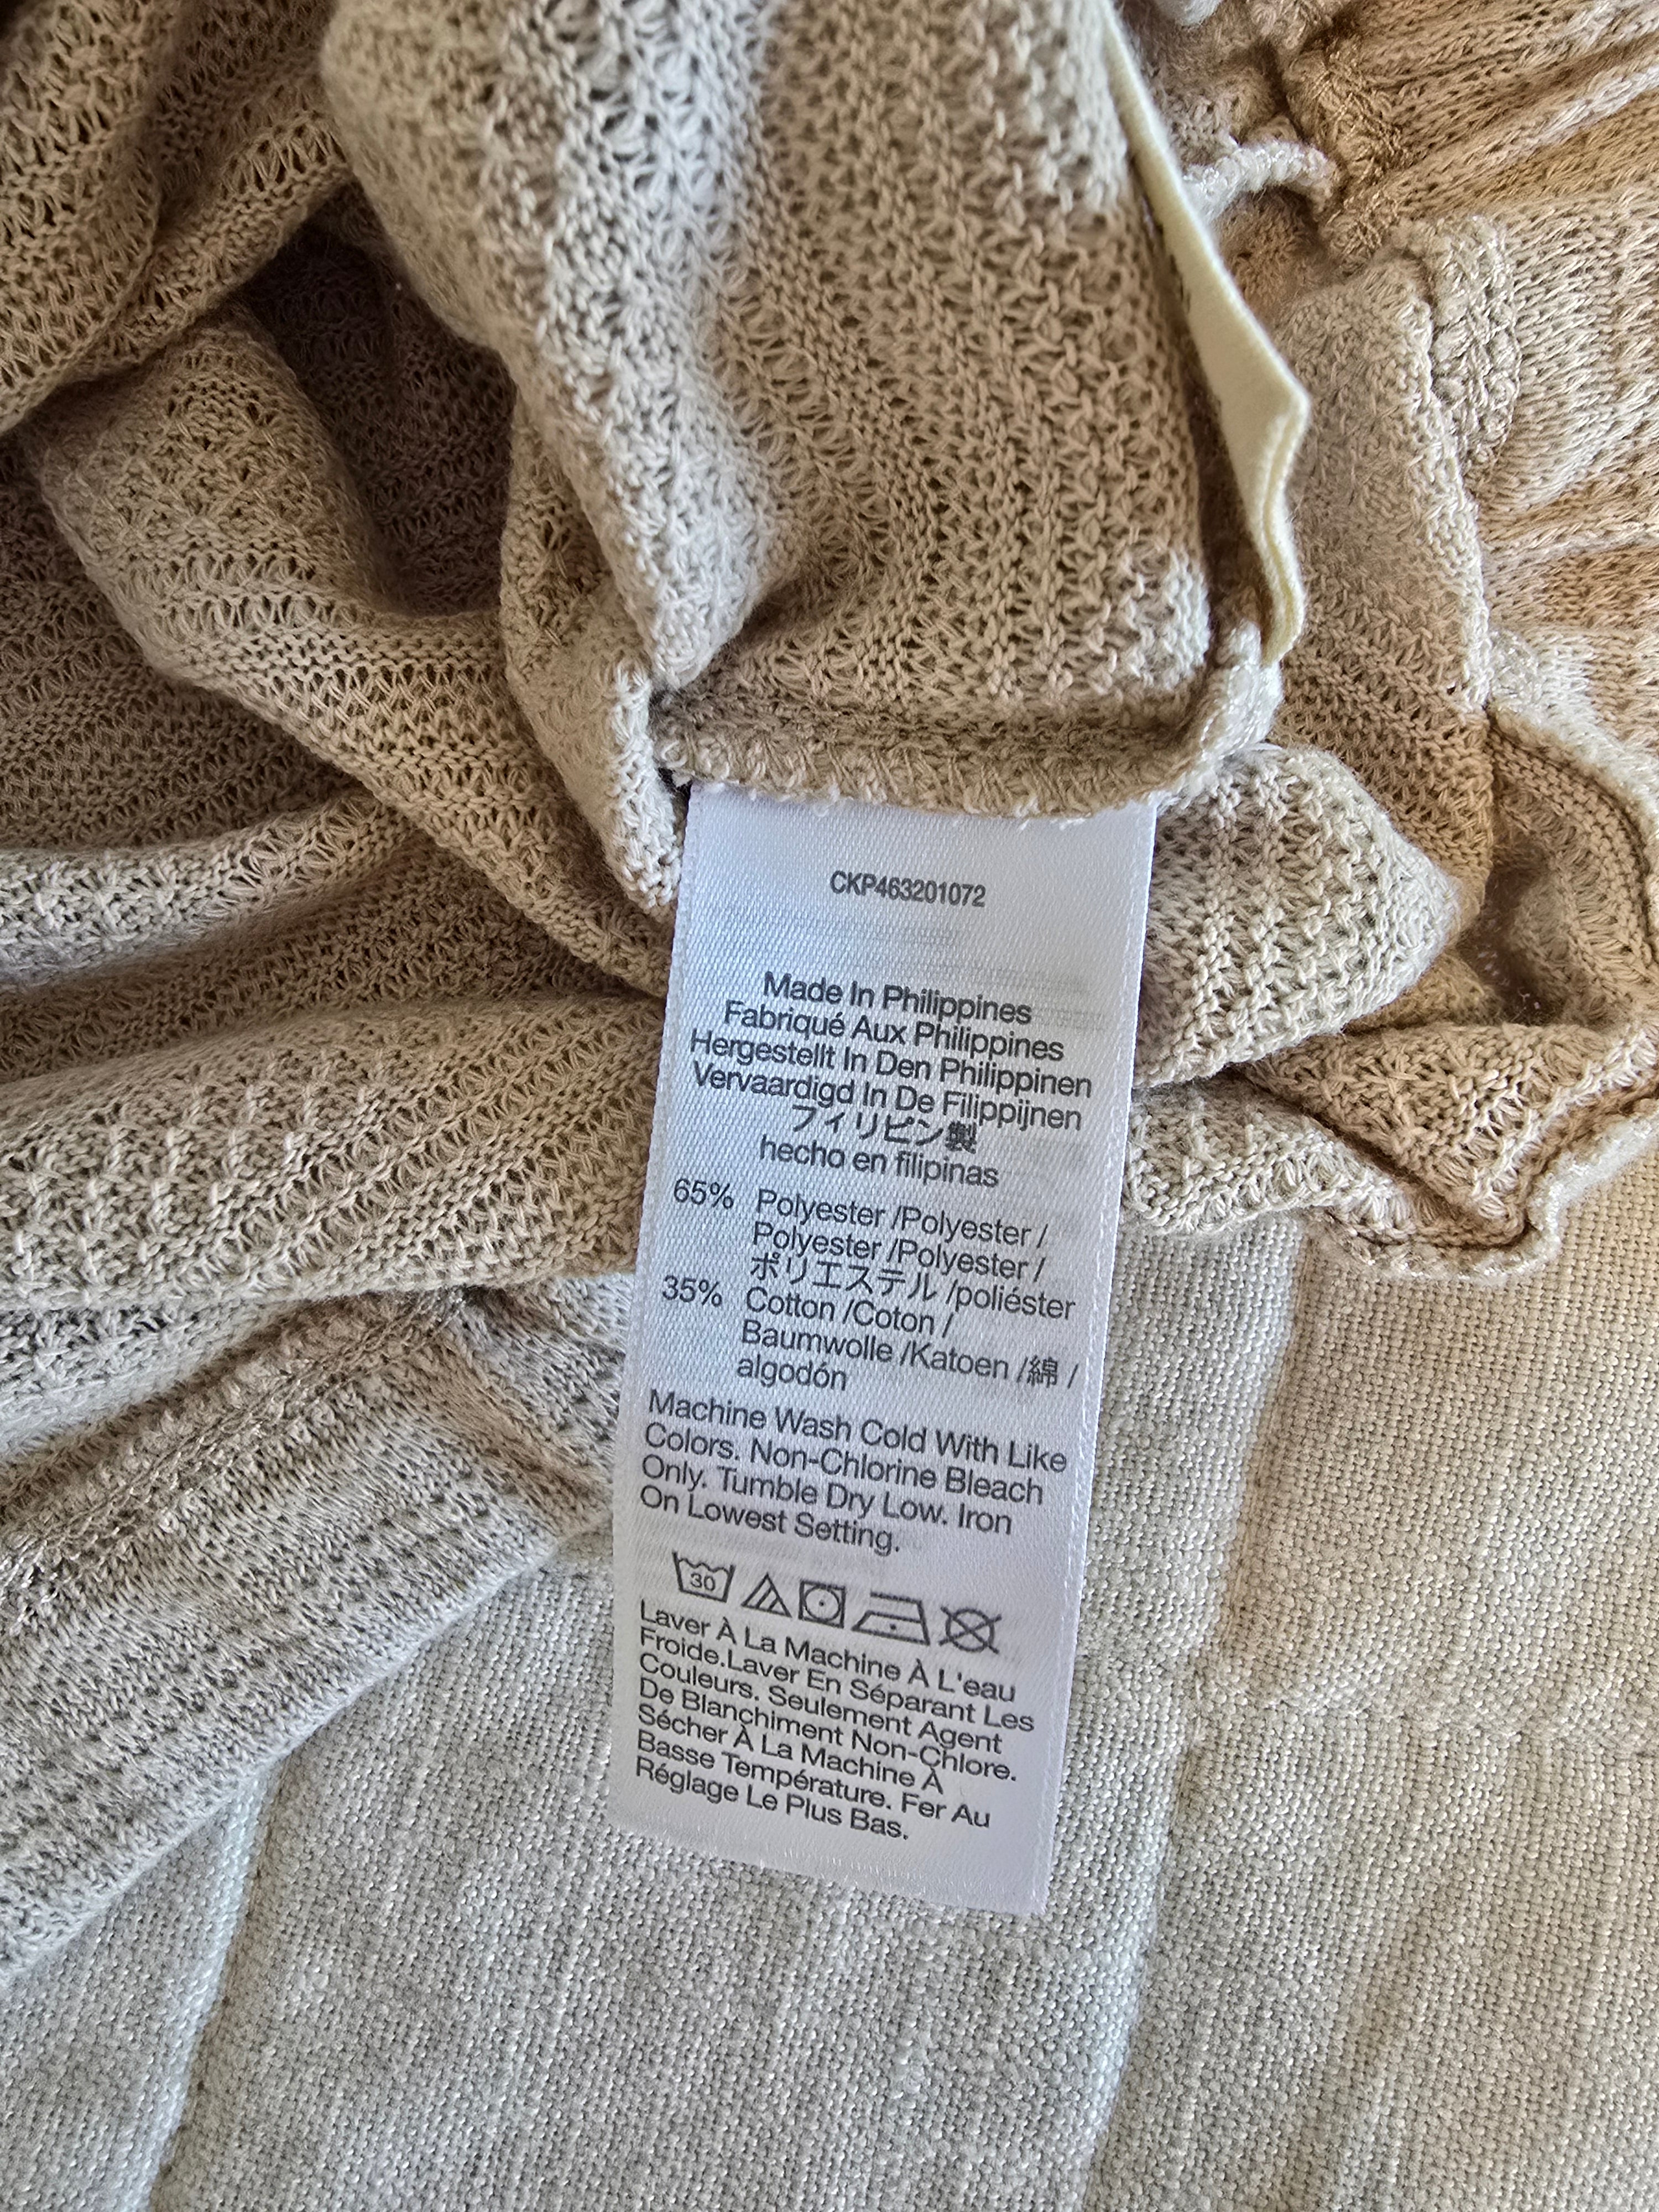 CKP463201072
Made In Philippines
Fabriqué Aux Philippines
Hergestellt In Den Philippinen
Vervaardigd In De Filippijnen
フィリピン製
hecho en filipinas
65% Polyester /Polyester /
Polyester /Polyester /
ポリエステル /poliéster
35% Cotton /Coton /
Baumwolle /Katoen /綿 /
algodón
Machine Wash Cold With Like
Colors. Non-Chlorine Bleach
Only. Tumble Dry Low. Iron
On Lowest Setting.
30
Laver À La Machine À L'eau
Froide.Laver En Séparant Les
Couleurs. Seulement Agent
De Blanchiment Non-Chlore.
Sécher À La Machine À
Basse Température. Fer Au
Réglage Le Plus Bas.